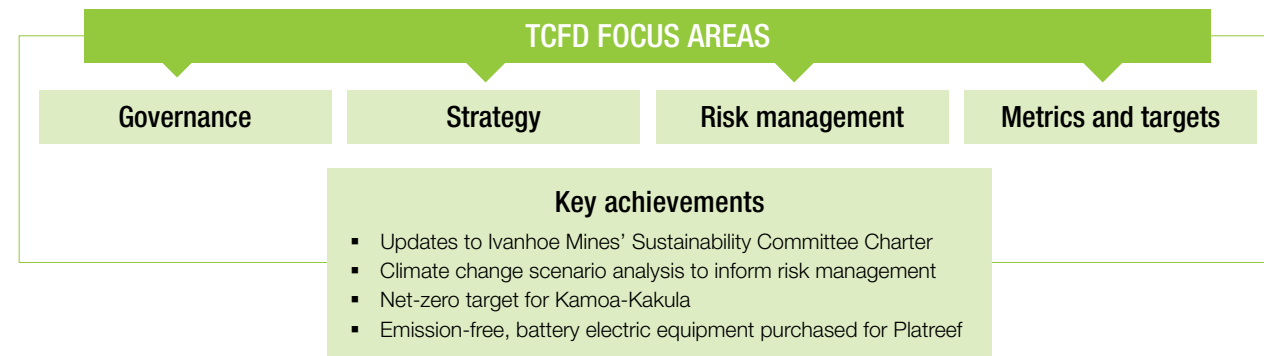 TCFD FOCUS AREAS
Governance
Strategy
Risk management
Metrics and targets
Key achievements
▪ Updates to Ivanhoe Mines’ Sustainability Committee Charter
▪ Climate change scenario analysis to inform risk management
▪ Net-zero target for Kamoa-Kakula
▪ Emission-free, battery electric equipment purchased for Platreef